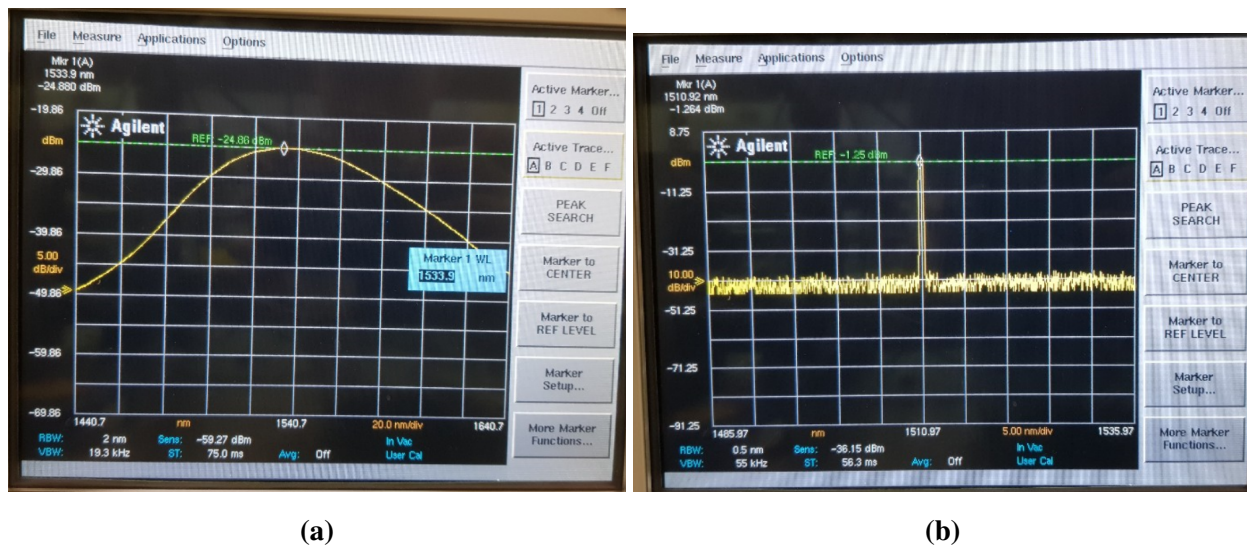 File Measure Applications Options
Mkr 1(A)
1533.9 nm
-24.880 dBm
-19.86
dBm
-29.86
-39.86
5.00
dB/div
-49.86
-59.86
-69.86
Agilent
REF: -24.86 dBm
Marker 1 WL
1533.9 nm
1440.7 nm 1540.7 20.0 nm/div 1640.7
RBW: 2 nm Sens: -59.27 dBm In Vac
VBW: 19.3 kHz ST: 75.0 ms Avg: Off User Cal
Active Marker...
1 2 3 4 Off
Active Trace...
A B C D E F
PEAK
SEARCH
Marker to
CENTER
Marker to
REF LEVEL
Marker
Setup...
More Marker
Functions...
(a)
File Measure Applications Options
Mkr 1(A)
1510.92 nm
-1.264 dBm
8.75
dBm
-11.25
-31.25
10.00
dB/div
-51.25
-71.25
-91.25
Agilent
REF: -1.25 dBm
1485.97 nm 1510.97 5.00 nm/div 1535.97
RBW: 0.5 nm Sens: -36.15 dBm In Vac
VBW: 55 kHz ST: 56.3 ms Avg: Off User Cal
Active Marker...
1 2 3 4 Off
Active Trace...
A B C D E F
PEAK
SEARCH
Marker to
CENTER
Marker to
REF LEVEL
Marker
Setup...
More Marker
Functions...
(b)